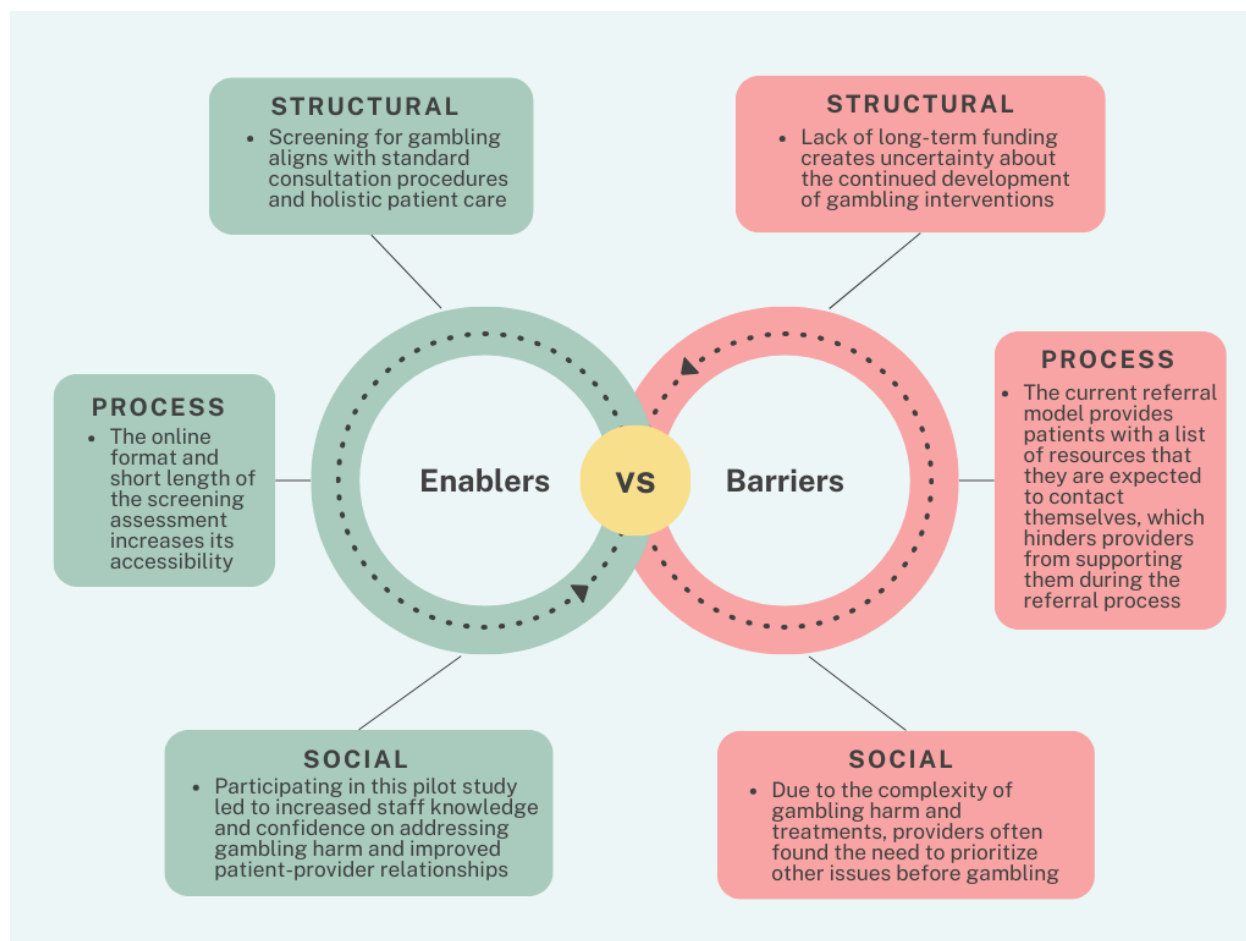 STRUCTURAL
• Screening for gambling
aligns with standard
consultation procedures
and holistic patient care
STRUCTURAL
• Lack of long-term funding
creates uncertainty about
the continued development
of gambling interventions
PROCESS
• The online
format and
short length of
the screening
assessment
increases its
accessibility
Enablers
vs
Barriers
PROCESS
• The current referral
model provides
patients with a list
of resources that
they are expected
to contact
themselves, which
hinders providers
from supporting
them during the
referral process
SOCIAL
• Participating in this pilot study
led to increased staff knowledge
and confidence on addressing
gambling harm and improved
patient-provider relationships
SOCIAL
• Due to the complexity of
gambling harm and
treatments, providers often
found the need to prioritize
other issues before gambling